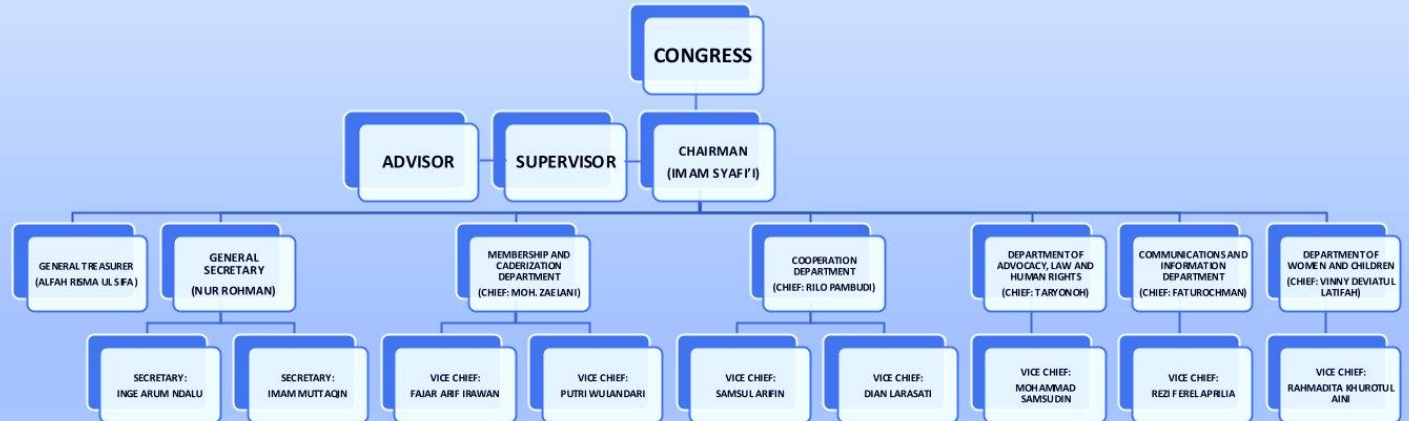 CONGRESS
ADVISOR
SUPERVISOR
CHAIRMAN
(IMAM SYAFI'I)
GENERAL TREASURER
(ALFAH RISMA UL SIFA)
GENERAL
SECRETARY
(NUR ROHMAN)
MEMBERSHIP AND
CADERIZATION
DEPARTMENT
(CHIEF: MOH. ZAELANI)
COOPERATION
DEPARTMENT
(CHIEF: RILO PAMBUDI)
DEPARTMENT OF
ADVOCACY, LAW AND
HUMAN RIGHTS
(CHIEF: TARYONOH)
COMMUNICATIONS AND
INFORMATION
DEPARTMENT
(CHIEF: FATUROCHMAN)
DEPARTMENT OF
WOMEN AND CHILDREN
(CHIEF: VINNY DEVIATUL
LATIFAH)
SECRETARY:
INGE ARUM NDALU
SECRETARY:
IMAM MUTTAQIN
VICE CHIEF:
FAJAR ARIF IRAWAN
VICE CHIEF:
PUTRI WULANDARI
VICE CHIEF:
SAMSUL ARIFIN
VICE CHIEF:
DIAN LARASATI
VICE CHIEF:
MOHAMMAD
SAMSUDIN
VICE CHIEF:
REZI FEREL APRILIA
VICE CHIEF:
RAHMADITA KHUROTUL
AINI